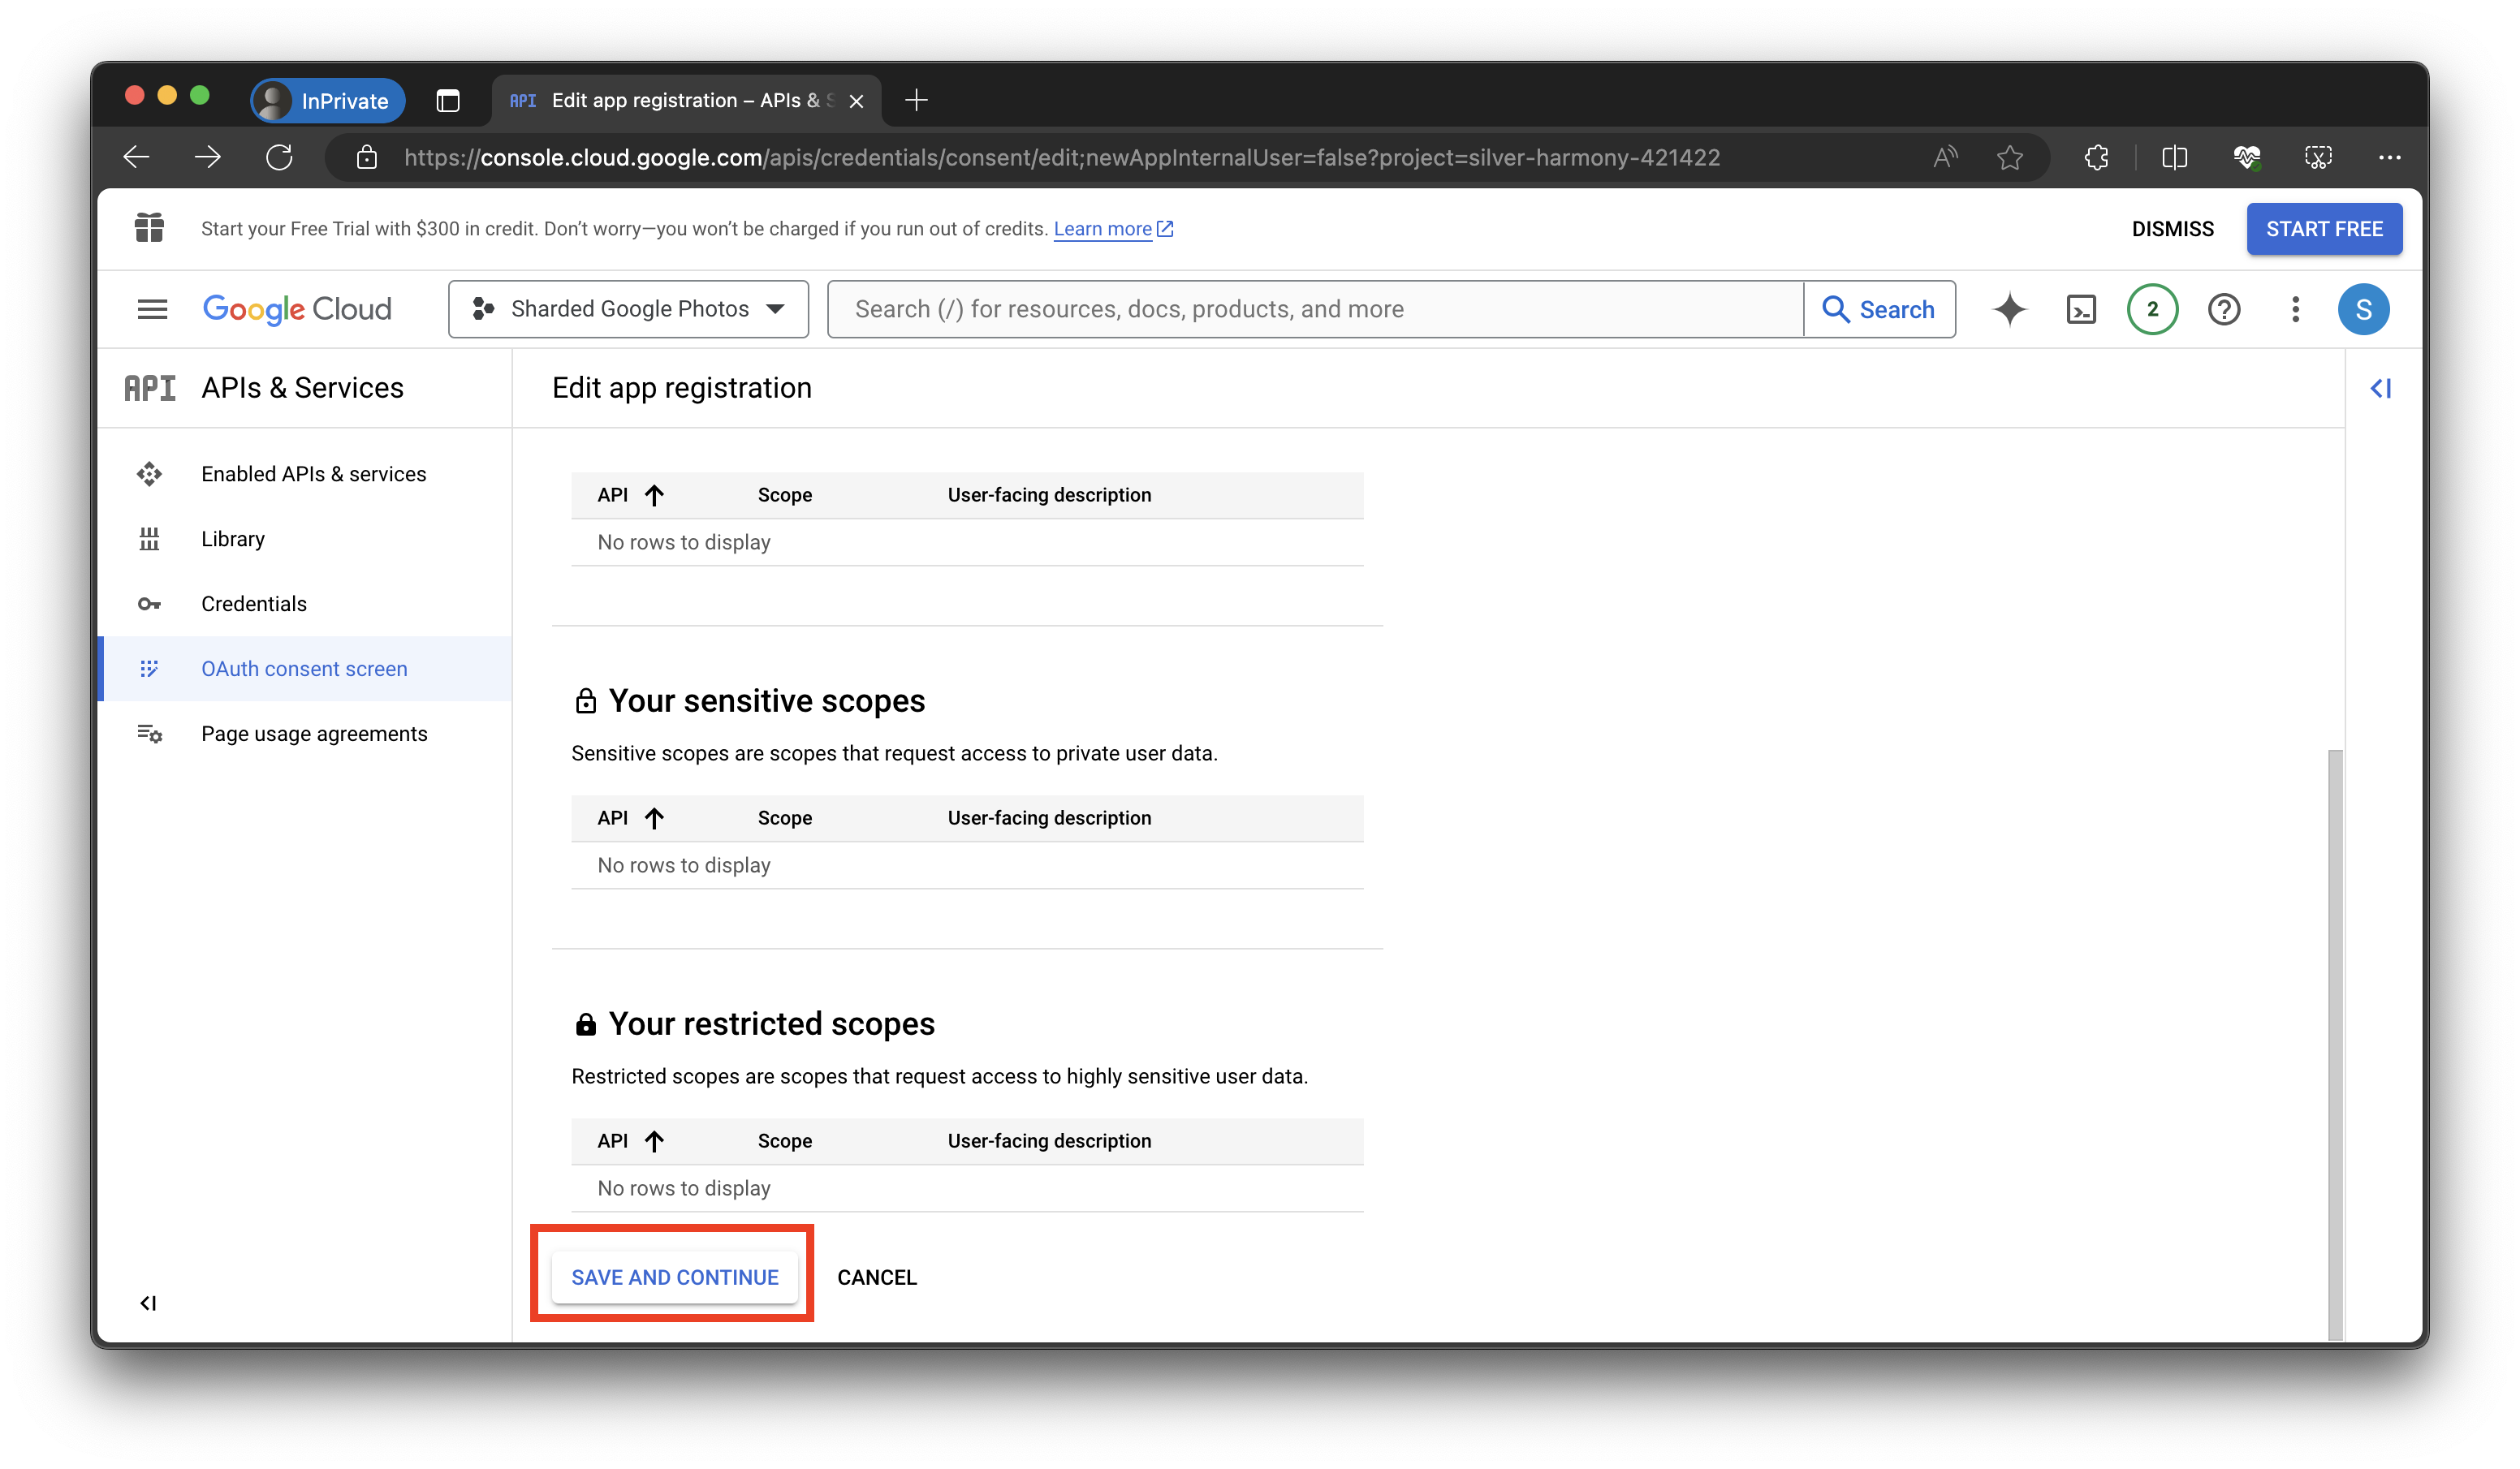 InPrivate
API Edit app registration – APIs & S
https://console.cloud.google.com/apis/credentials/consent/edit;newAppInternalUser=false?project=silver-harmony-421422
Start your Free Trial with $300 in credit. Don’t worry—you won’t be charged if you run out of credits. Learn more
DISMISS
START FREE
Google Cloud
Sharded Google Photos
Search (/) for resources, docs, products, and more
Search
2
S
API APIs & Services
Edit app registration
Enabled APIs & services
Library
Credentials
OAuth consent screen
Page usage agreements
API Scope User-facing description
No rows to display
Your sensitive scopes
Sensitive scopes are scopes that request access to private user data.
API Scope User-facing description
No rows to display
Your restricted scopes
Restricted scopes are scopes that request access to highly sensitive user data.
API Scope User-facing description
No rows to display
SAVE AND CONTINUE
CANCEL